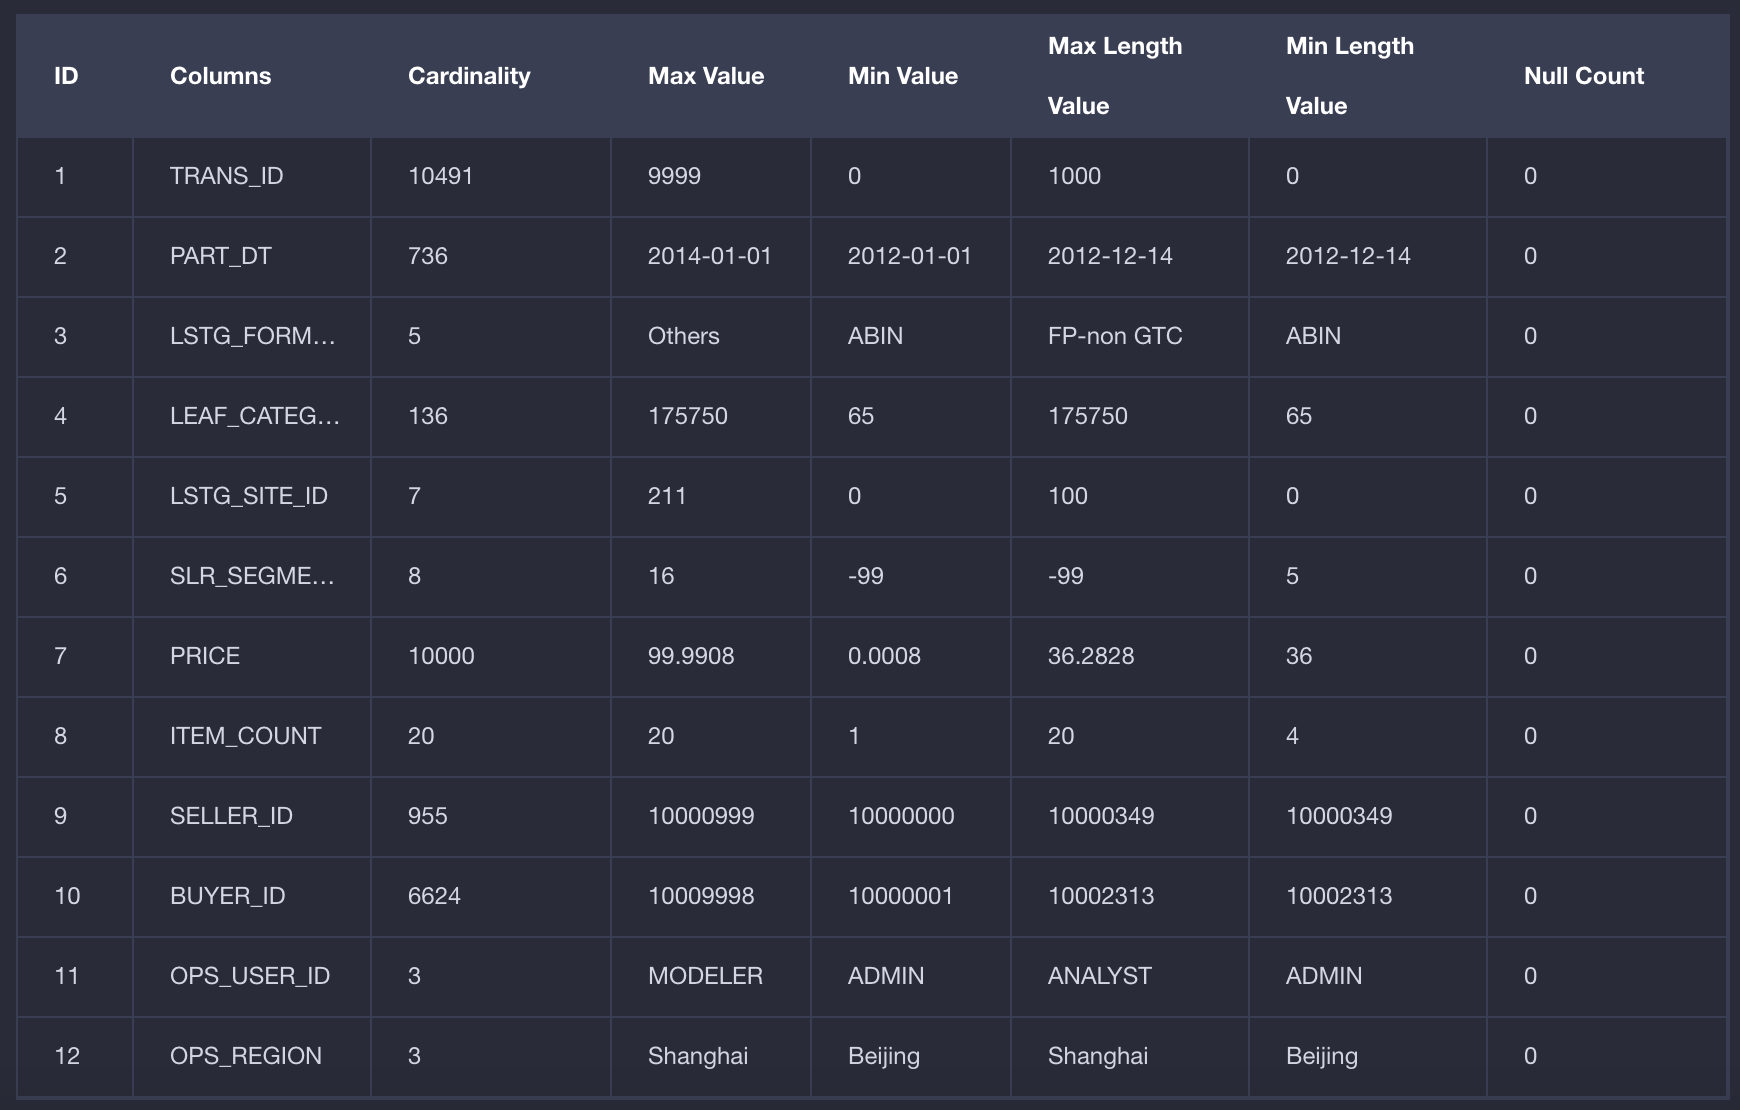 ID Columns Cardinality Max Value Min Value Max Length Value Min Length Value Null Count
1 TRANS_ID 10491 9999 0 1000 0 0
2 PART_DT 736 2014-01-01 2012-01-01 2012-12-14 2012-12-14 0
3 LSTG_FORM... 5 Others ABIN FP-non GTC ABIN 0
4 LEAF_CATEG... 136 175750 65 175750 65 0
5 LSTG_SITE_ID 7 211 0 100 0 0
6 SLR_SEGME... 8 16 -99 -99 5 0
7 PRICE 10000 99.9908 0.0008 36.2828 36 0
8 ITEM_COUNT 20 20 1 20 4 0
9 SELLER_ID 955 10000999 10000000 10000349 10000349 0
10 BUYER_ID 6624 10009998 10000001 10002313 10002313 0
11 OPS_USER_ID 3 MODELER ADMIN ANALYST ADMIN 0
12 OPS_REGION 3 Shanghai Beijing Shanghai Beijing 0